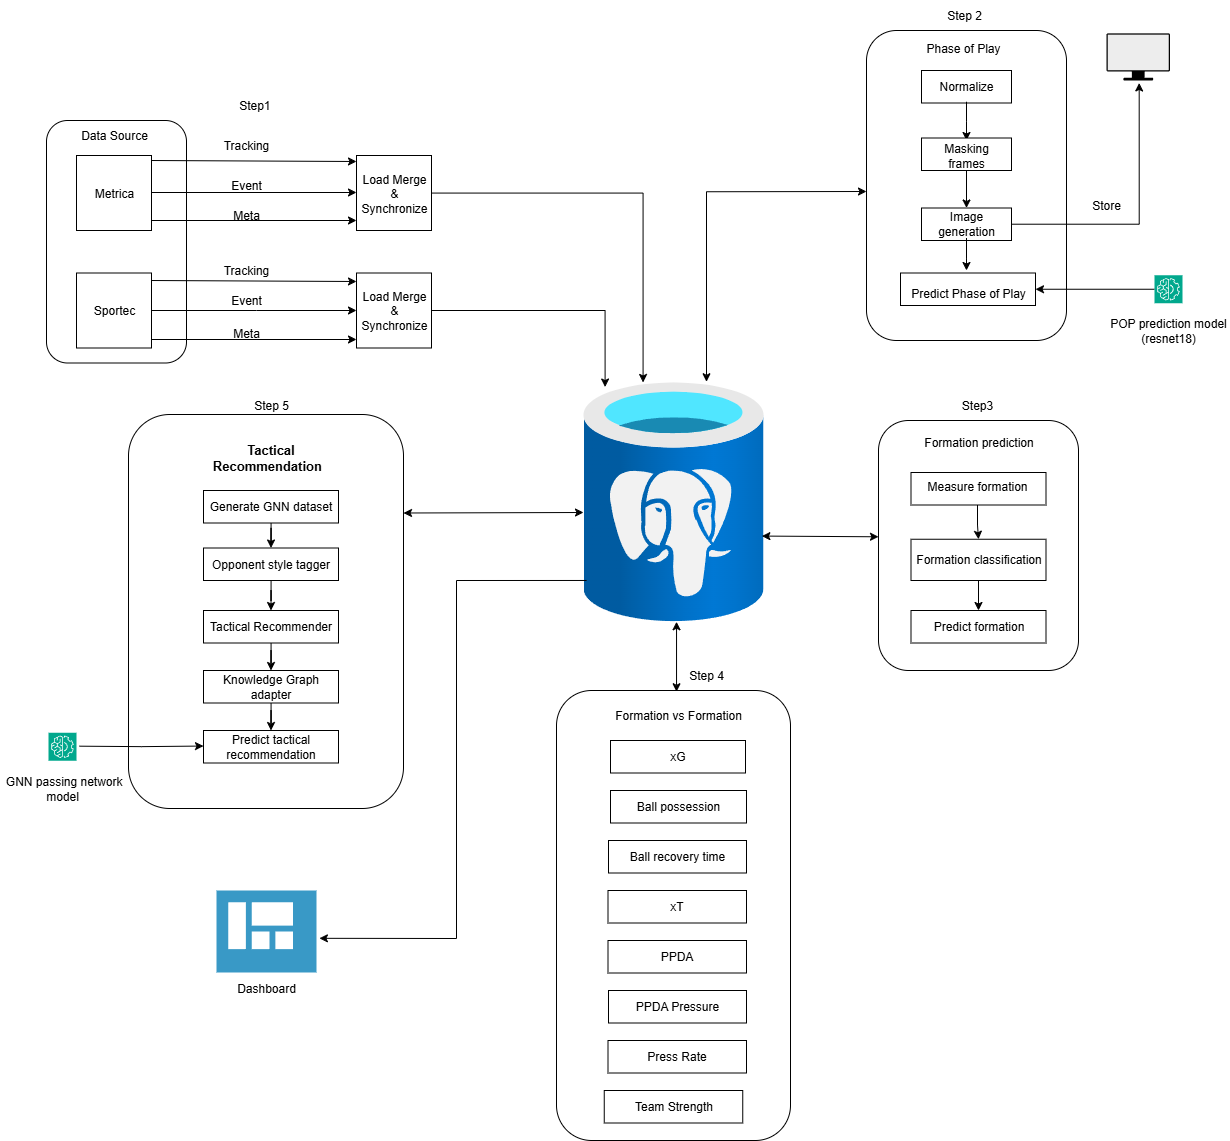 Step1
Data Source
Metrica
Tracking
Event
Meta
Load Merge
&
Synchronize
Sportec
Tracking
Event
Meta
Load Merge
&
Synchronize
Step 2
Phase of Play
Normalize
Masking
frames
Image
generation
Predict Phase of Play
Store
POP prediction model
(resnet18)
Step3
Formation prediction
Measure formation
Formation classification
Predict formation
Step 4
Formation vs Formation
xG
Ball possession
Ball recovery time
xT
PPDA
PPDA Pressure
Press Rate
Team Strength
Step 5
Tactical
Recommendation
Generate GNN dataset
Opponent style tagger
Tactical Recommender
Knowledge Graph
adapter
Predict tactical
recommendation
GNN passing network
model
Dashboard